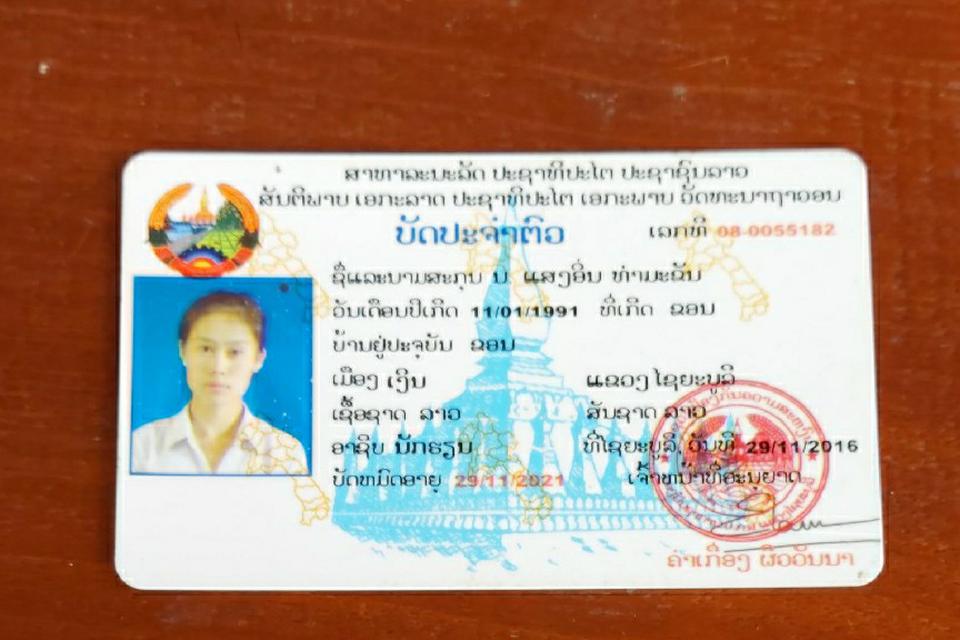 ສາທາລະນະລັດ ປະຊາທິປະໄຕ ປະຊາຊົນລາວ
ສັນຕິພາບ ເອກະລາດ ປະຊາທິປະໄຕ ເອກະພາບ ວັດທະນາຖາວອນ
ບັດປະຈຳຕົວ ເລກທີ 08-0055182
ຊື່ແລະນາມສະກຸນ ນ. ແສງອິ່ນ ທຳມະຂັນ
ວັນເດືອນປີເກີດ 11/01/1991 ທີ່ເກີດ ຂອນ
ບ້ານຢູ່ປະຈຸບັນ ຂອນ
ເມືອງ ເງິນ ແຂວງ ໄຊຍະບູລີ
ເຊື້ອຊາດ ລາວ ສັນຊາດ ລາວ
ອາຊີບ ນັກຮຽນ ທີ່ໄຊຍະບູລີ, ວັນທີ 29/11/2016
ບັດຫມົດອາຍຸ 29/11/2021 ເຈົ້າຫນ້າທີ່ອະນຸຍາດ
ຄຳເກື່ອງ ຜິວວັນນາ